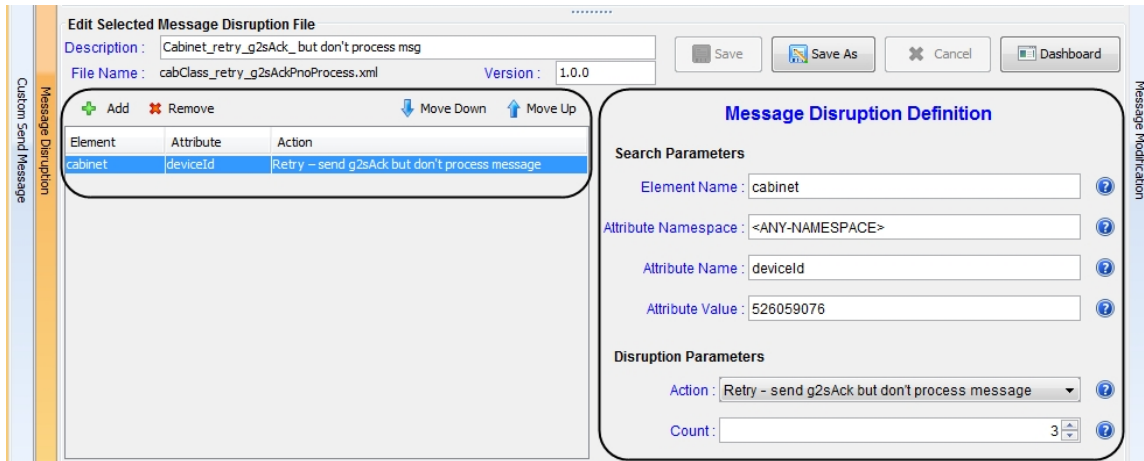 Edit Selected Message Disruption File
Description : Cabinet_retry_g2sAck_ but don't process msg
Save
Save As
Cancel
Dashboard
File Name : cabClass_retry_g2sAckPnoProcess.xml Version : 1.0.0
Custom Send Message
Message Disruption
Add Remove Move Down Move Up
Element Attribute Action
cabinet deviceId Retry – send g2sAck but don't process message
Message Disruption Definition
Search Parameters
Element Name : cabinet
Attribute Namespace : <ANY-NAMESPACE>
Attribute Name : deviceId
Attribute Value : 526059076
Disruption Parameters
Action : Retry – send g2sAck but don't process message
Count : 3
Message Modification